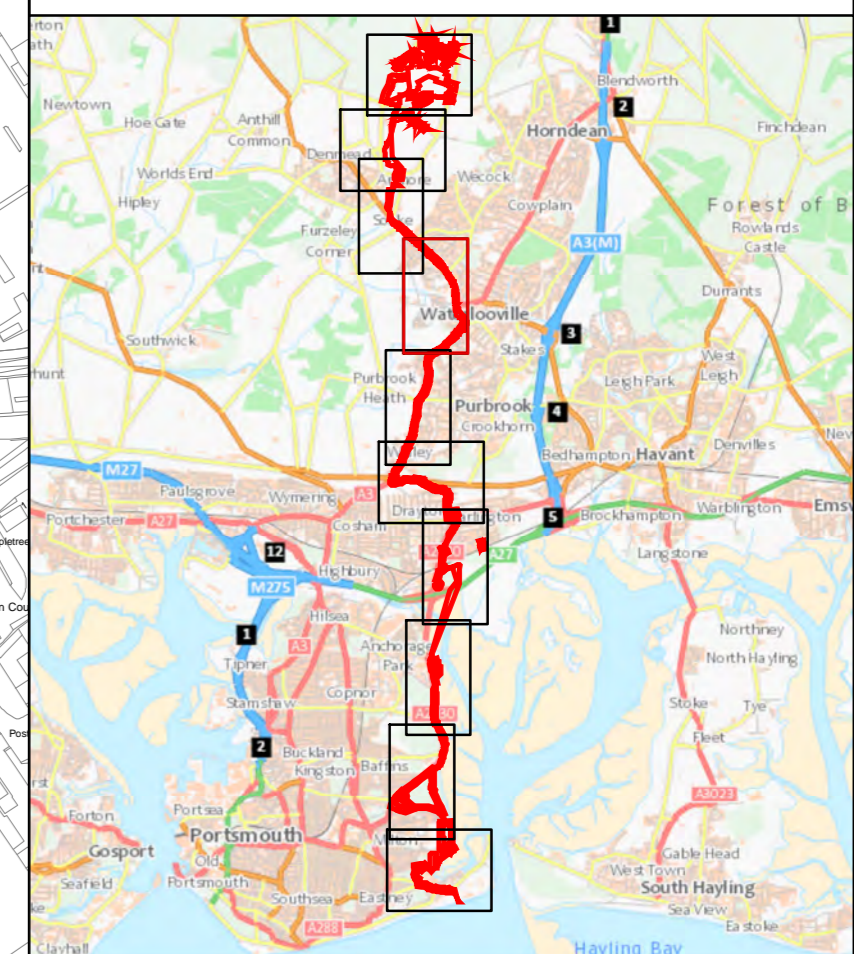 1
Blendworth
2
Newtown
Hoe Gate
Anthill
Common
Horndean
Finchdean
Denmead
Worlds End
Wecock
Hipley
Cowplain
Forest of B
Rowlands
Castle
Furzeley
Corner
A3(M)
Durrants
Southwick
3
Stakes
West
Leigh
Purbrook
Heath
Leigh Park
Purbrook
4
Crookhorn
Denvilles
Bedhampton
Havant
M27
Paulsgrove
Wymering
A3
Portchester
A27
Cosham
5
Brockhampton
Warblington
Emsw
12
A27
Langstone
Highbury
M275
Hilsea
1
Northney
A3
Anchorage
Park
North Hayling
Tipner
Copnor
Stamshaw
Stoke
Tye
Fleet
2
Buckland
Kingston
Baffins
A3023
Portsea
Forton
Portsmouth
Gosport
Old
Portsmouth
Gable Head
West Town
Seafield
South Hayling
Southsea
Eastney
Sea View
Eastoke
A288
Clayhall
Hayling Bay